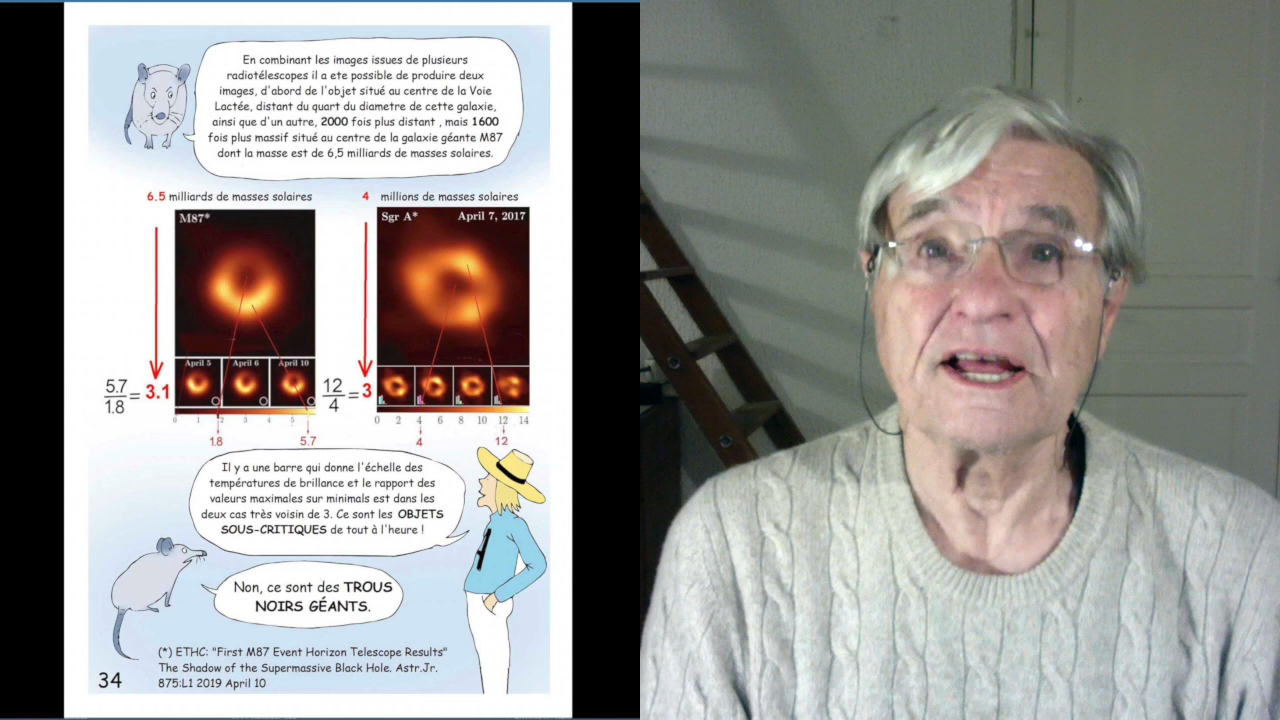 En combinant les images issues de plusieurs
radiotélescopes il a ete possible de produire deux
images, d'abord de l'objet situé au centre de la Voie
Lactée, distant du quart du diametre de cette galaxie,
ainsi que d'un autre, 2000 fois plus distant , mais 1600
fois plus massif situé au centre de la galaxie géante M87
dont la masse est de 6,5 milliards de masses solaires.
6.5 milliards de masses solaires
4 millions de masses solaires
M87*
Sgr A* April 7, 2017
April 5 April 6 April 10
5.7
1.8
= 3.1
12
4
= 3
0 1 2 3 4 5
0 2 4 6 8 10 12 14
1.8 5.7
4 12
Il y a une barre qui donne l'échelle des
températures de brillance et le rapport des
valeurs maximales sur minimals est dans les
deux cas très voisin de 3. Ce sont les OBJETS
SOUS-CRITIQUES de tout à l'heure !
Non, ce sont des TROUS
NOIRS GÉANTS.
(*) ETHC: "First M87 Event Horizon Telescope Results"
The Shadow of the Supermassive Black Hole. Astr.Jr.
875:L1 2019 April 10
34